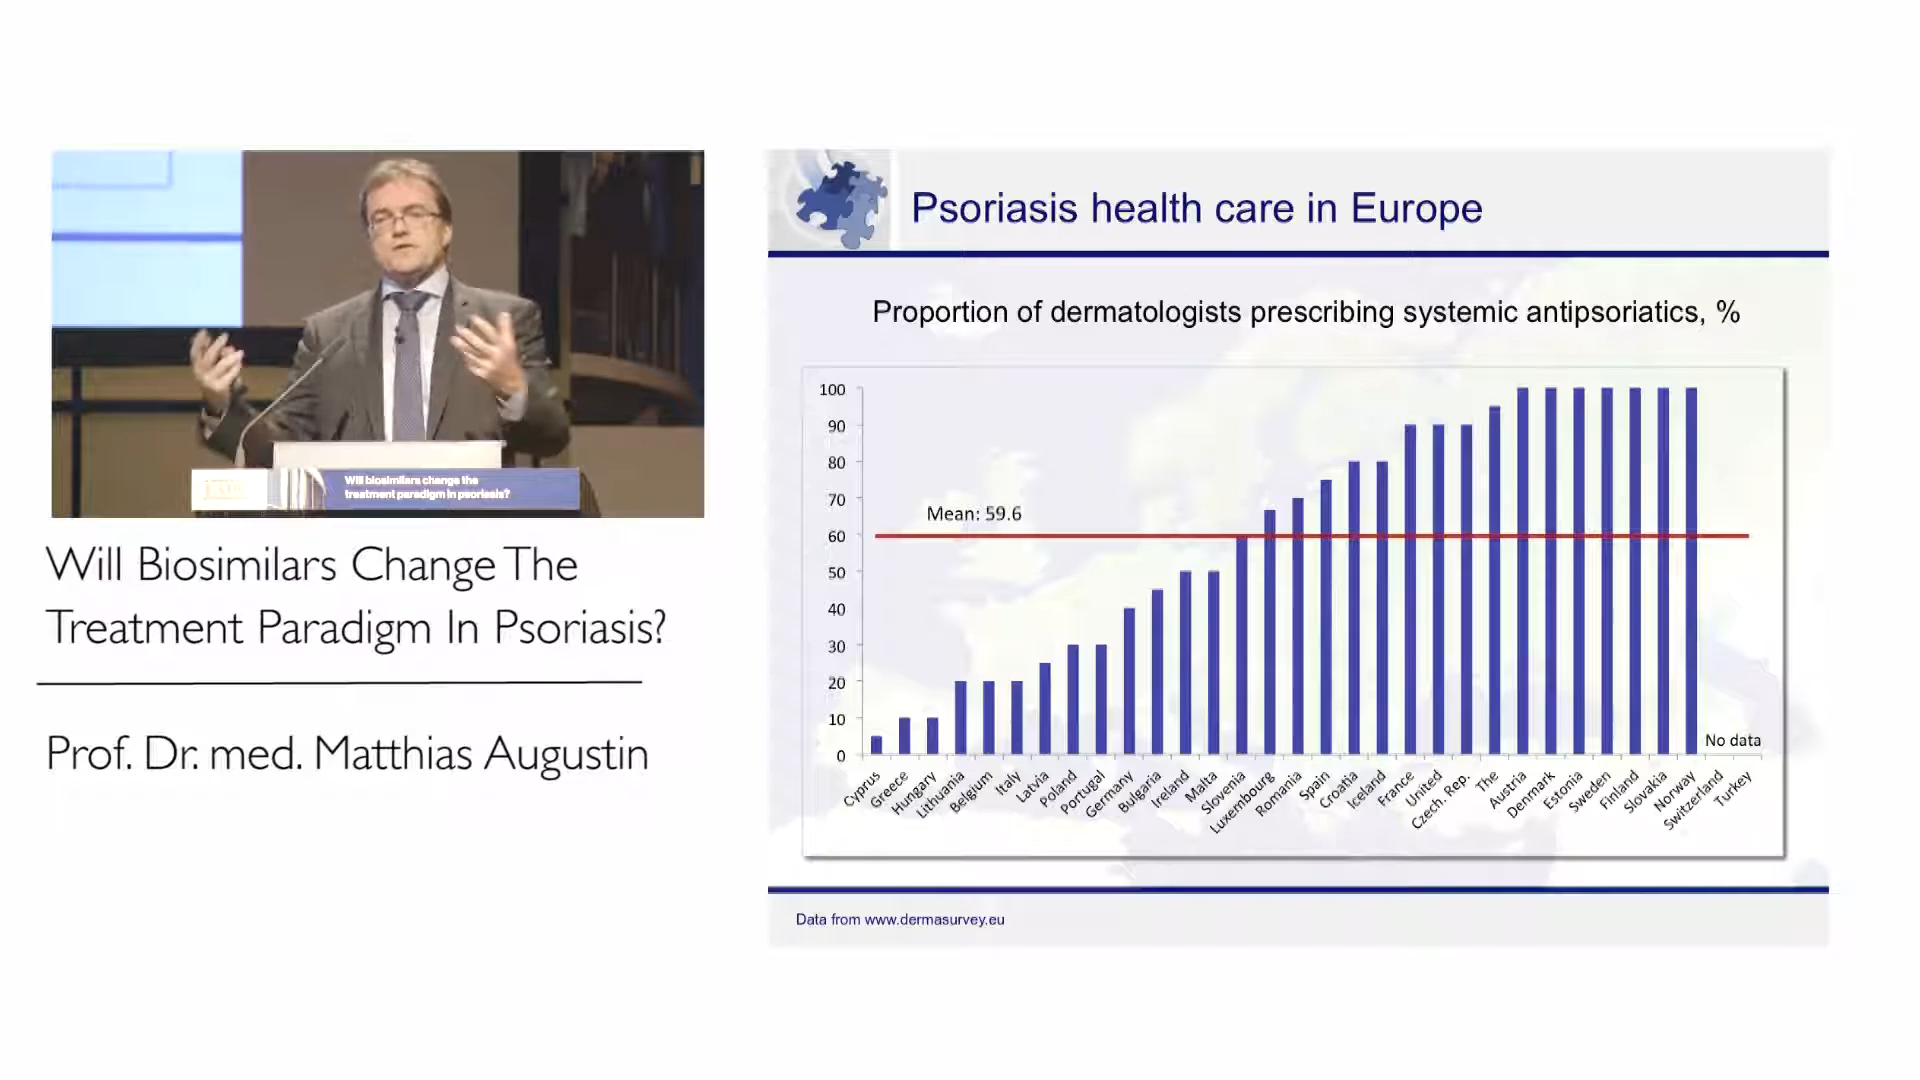 Will biosimilars change the
treatment paradigm in psoriasis?
Will Biosimilars Change The
Treatment Paradigm In Psoriasis?
Prof. Dr. med. Matthias Augustin
Psoriasis health care in Europe
Proportion of dermatologists prescribing systemic antipsoriatics, %
100
90
80
70
60
50
40
30
20
10
0
Mean: 59.6
No data
Cyprus
Greece
Hungary
Lithuania
Belgium
Italy
Latvia
Poland
Portugal
Germany
Bulgaria
Ireland
Malta
Slovenia
Luxembourg
Romania
Spain
Croatia
Iceland
France
United
Czech. Rep.
The
Austria
Denmark
Estonia
Sweden
Finland
Slovakia
Norway
Switzerland
Turkey
Data from www.dermasurvey.eu